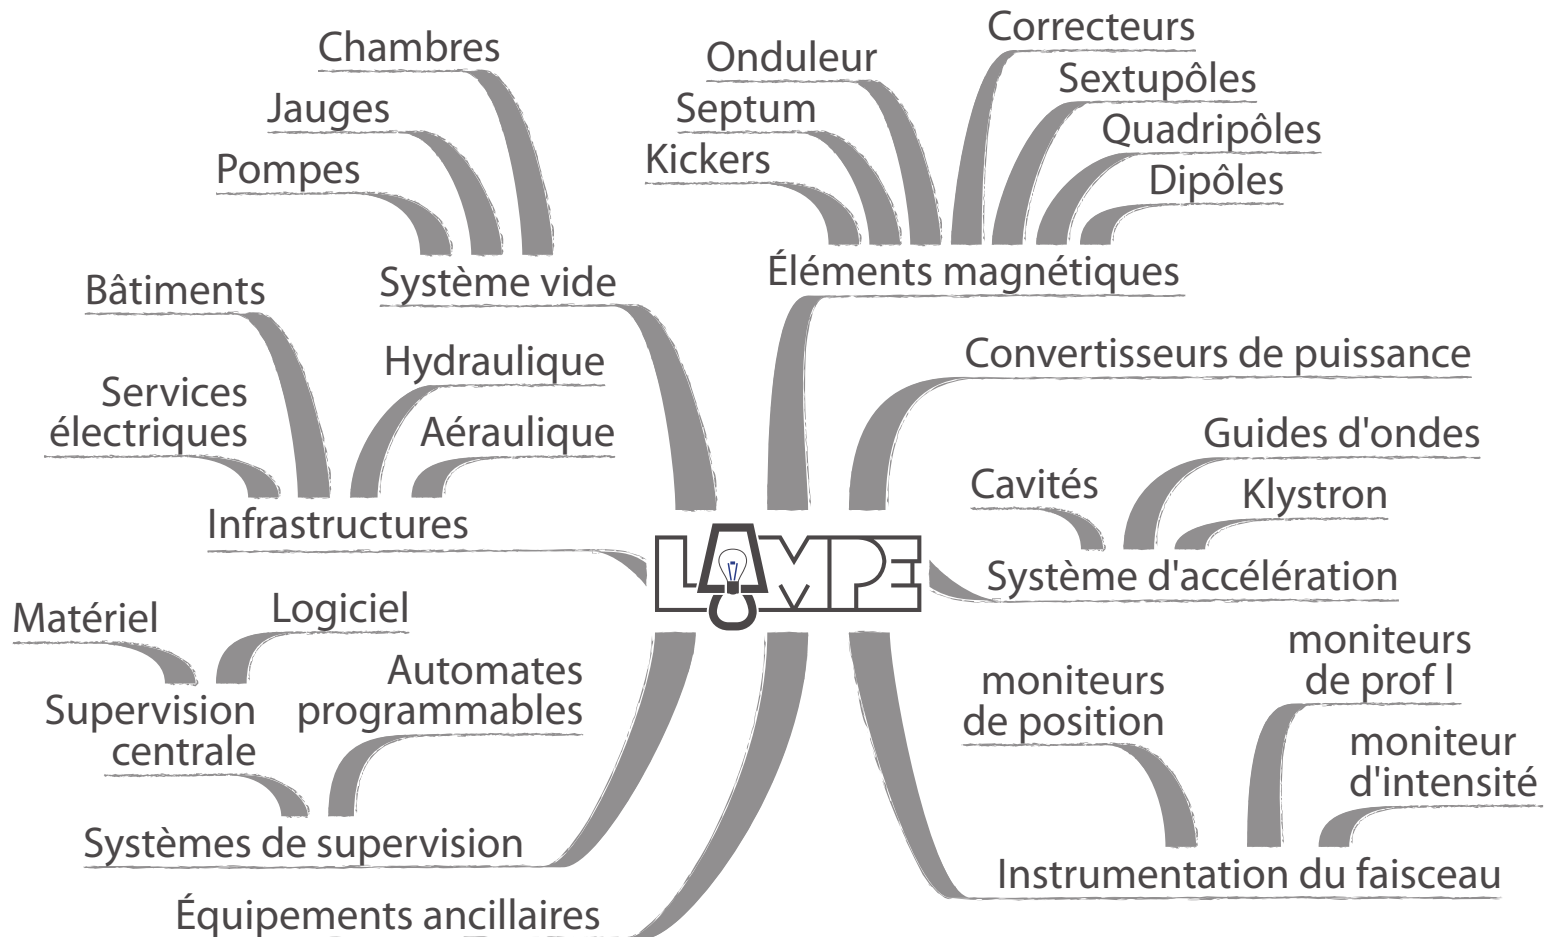 Chambres
Jauges
Pompes
Système vide
Onduleur
Septum
Kickers
Correcteurs
Sextupôles
Quadripôles
Dipôles
Éléments magnétiques
Bâtiments
Services
électriques
Hydraulique
Aéraulique
Infrastructures
Convertisseurs de puissance
Guides d'ondes
Cavités
Klystron
Système d'accélération
LAMPE
Matériel
Logiciel
Supervision
centrale
Automates
programmables
Systèmes de supervision
Équipements ancillaires
moniteurs
de position
moniteurs
de prof l
moniteur
d'intensité
Instrumentation du faisceau